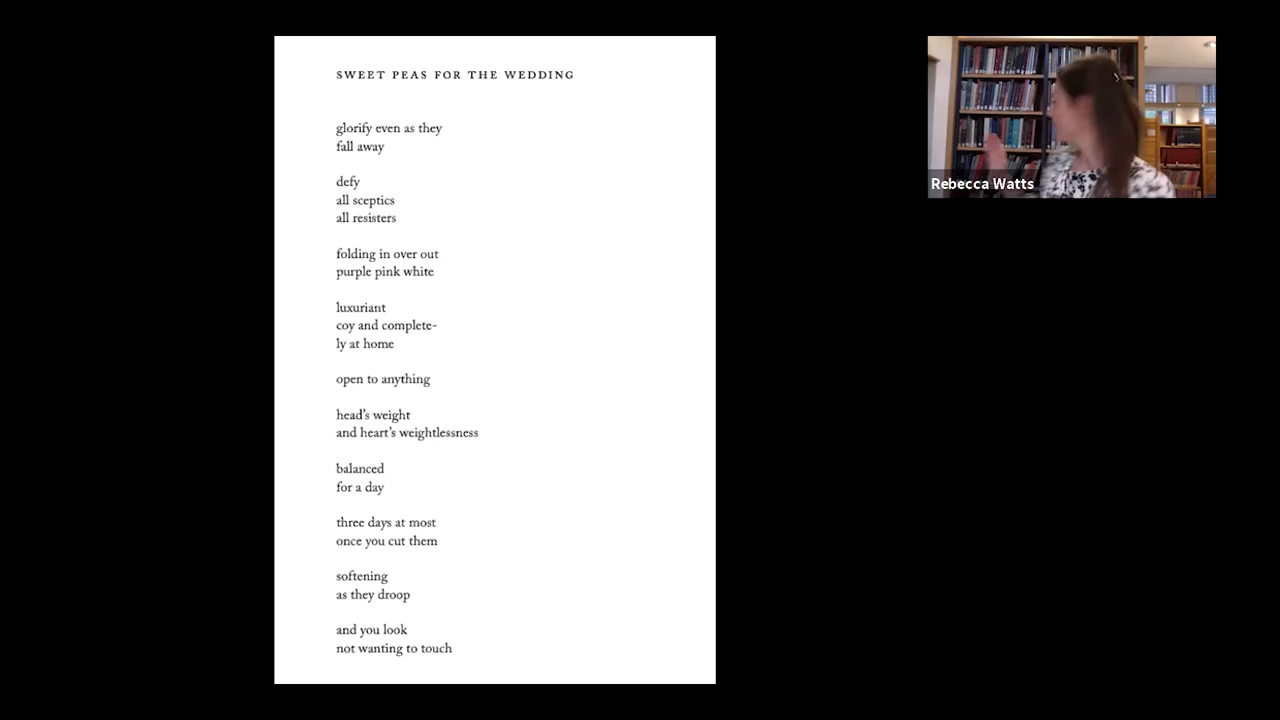 SWEET PEAS FOR THE WEDDING
glorify even as they
fall away
defy
all sceptics
all resisters
folding in over out
purple pink white
luxuriant
coy and complete-
ly at home
open to anything
head's weight
and heart's weightlessness
balanced
for a day
three days at most
once you cut them
softening
as they droop
and you look
not wanting to touch
Rebecca Watts